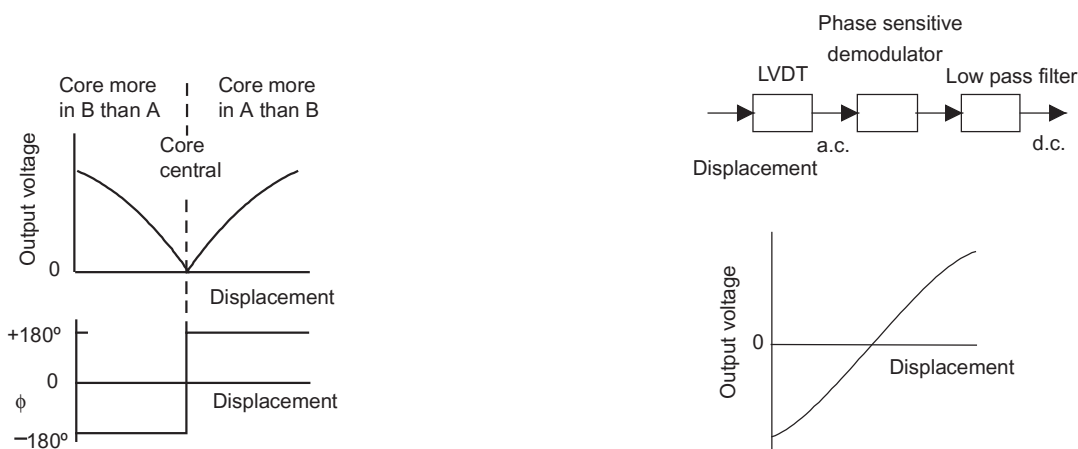 Core more
in B than A
Core more
in A than B
Core
central
Output voltage
0
Displacement
+180º
0
ϕ
Displacement
–180º
Phase sensitive
demodulator
LVDT
Low pass filter
a.c.
d.c.
Displacement
Output voltage
0
Displacement